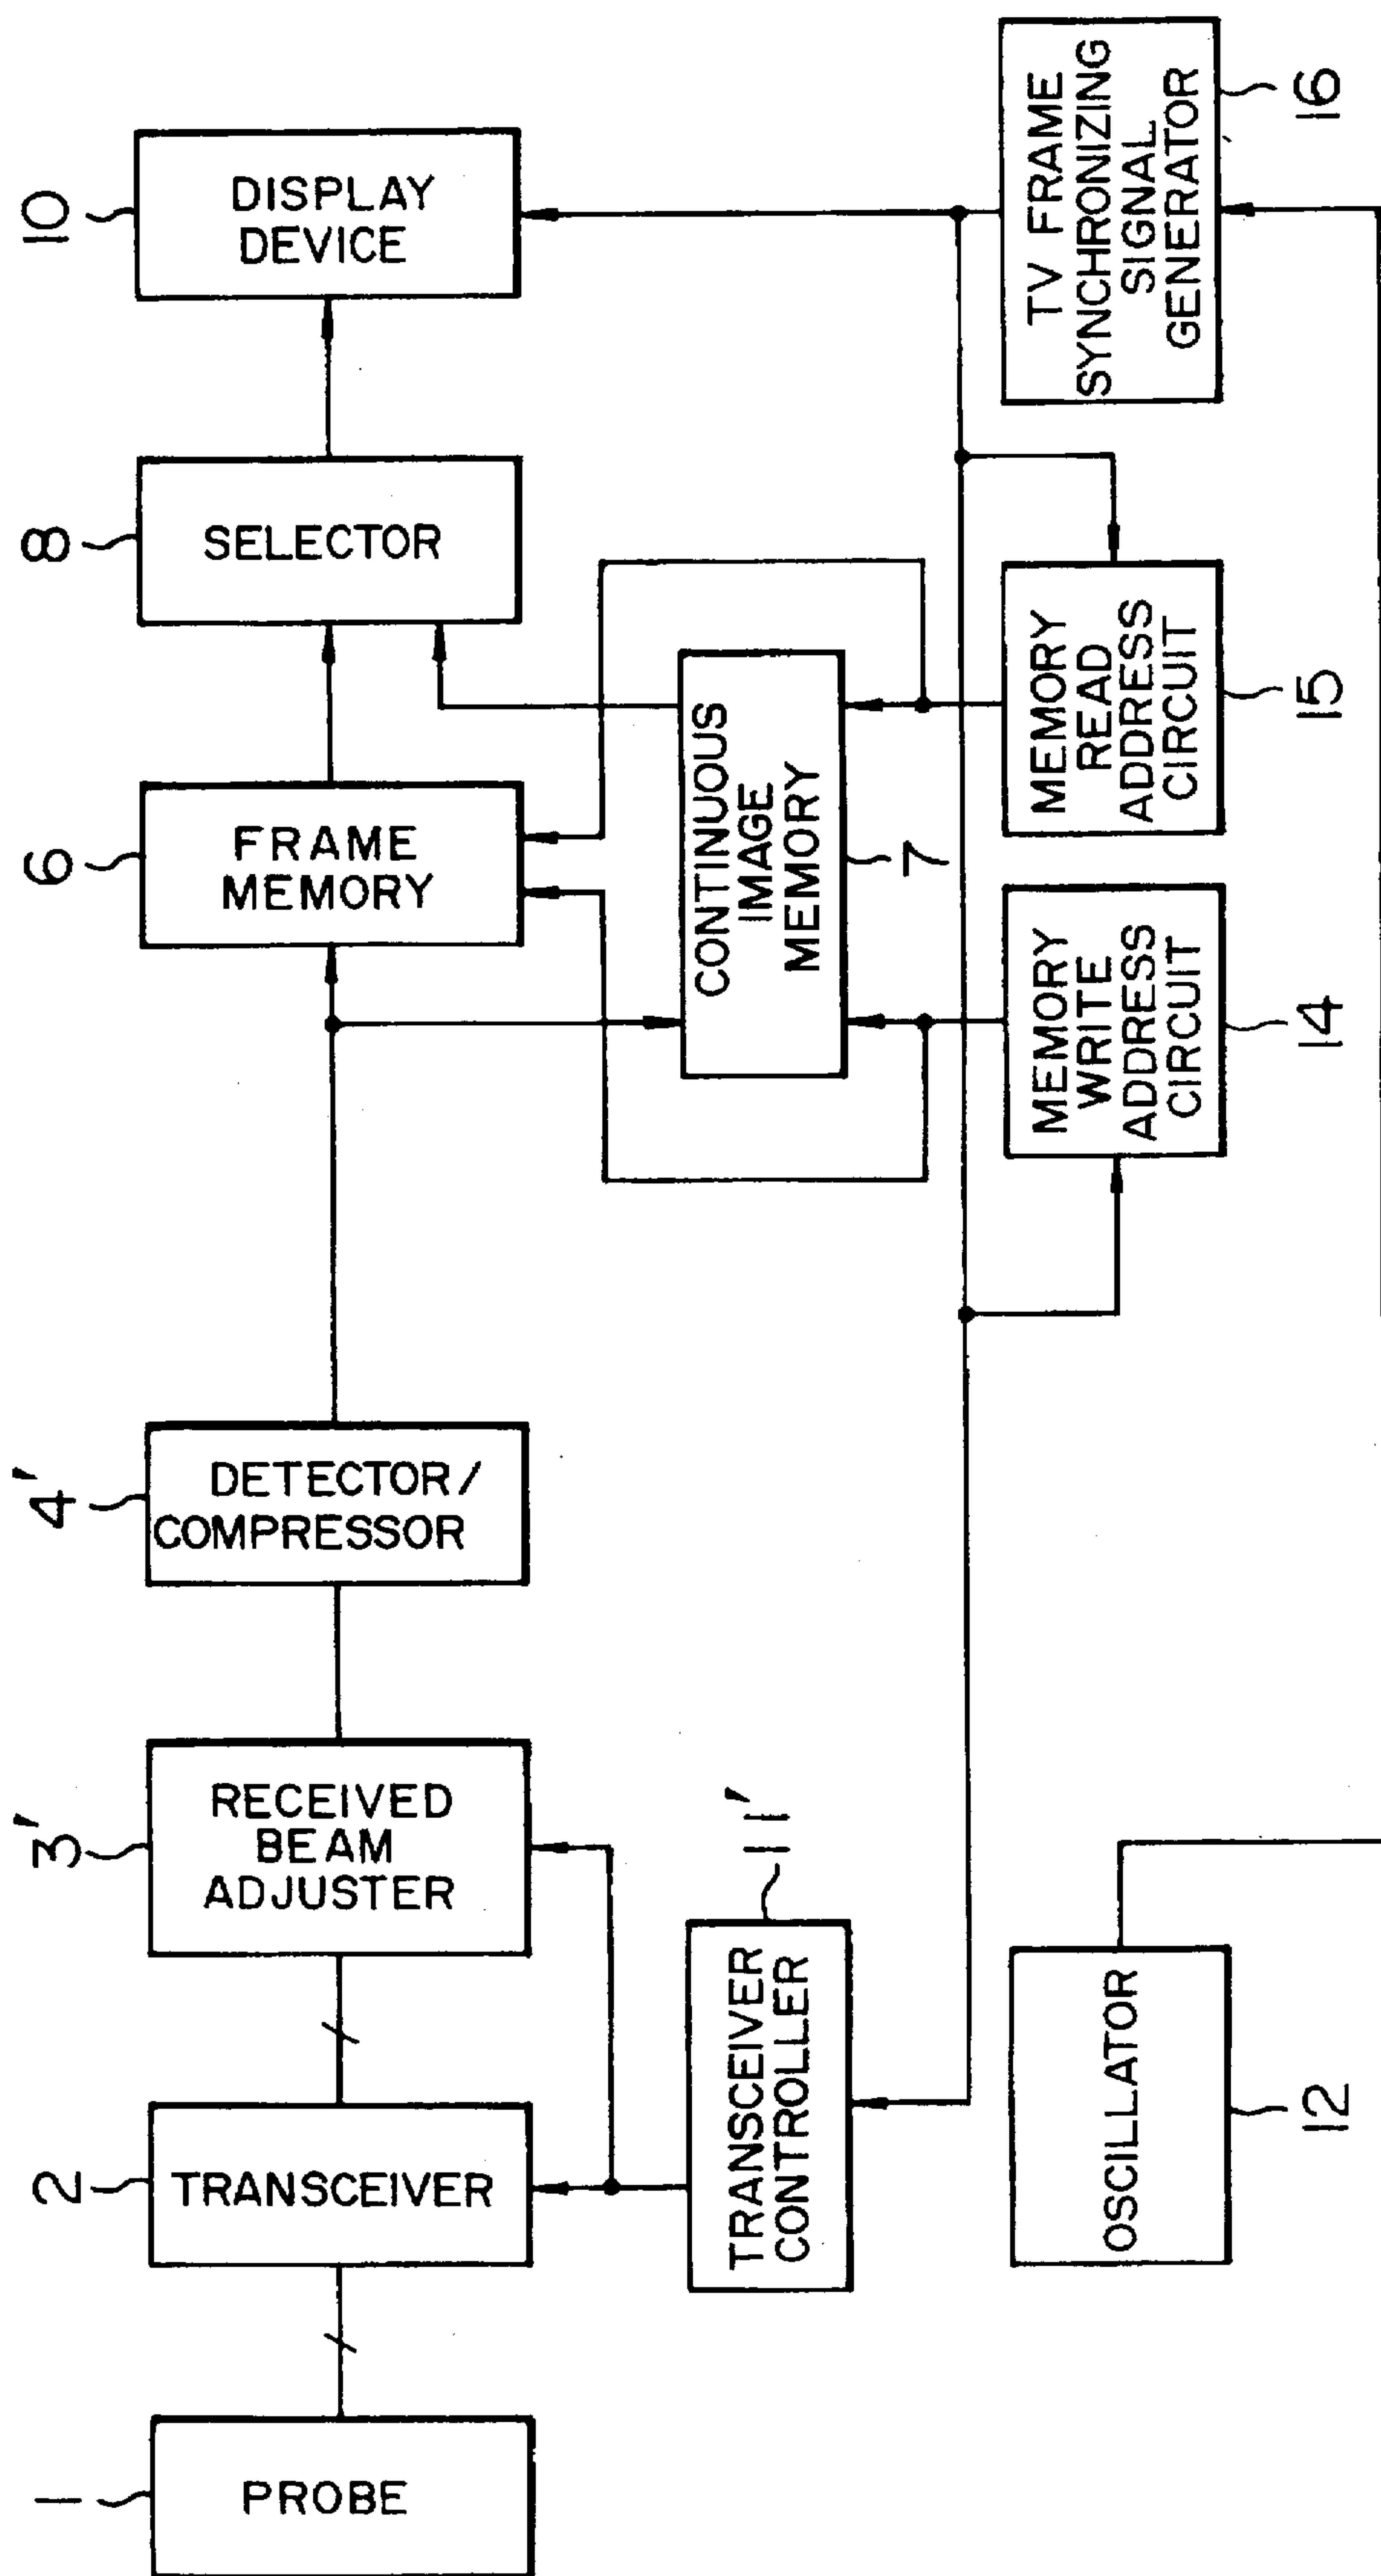 1
PROBE
2
TRANSCEIVER
3'
RECEIVED
BEAM
ADJUSTER
4'
DETECTOR/
COMPRESSOR
6
FRAME
MEMORY
8
SELECTOR
10
DISPLAY
DEVICE
TRANSCEIVER
CONTROLLER
11'
CONTINUOUS
IMAGE
MEMORY
7
OSCILLATOR
12
MEMORY
WRITE
ADDRESS
CIRCUIT
14
MEMORY
READ
ADDRESS
CIRCUIT
15
TV FRAME
SYNCHRONIZING
SIGNAL
GENERATOR
16